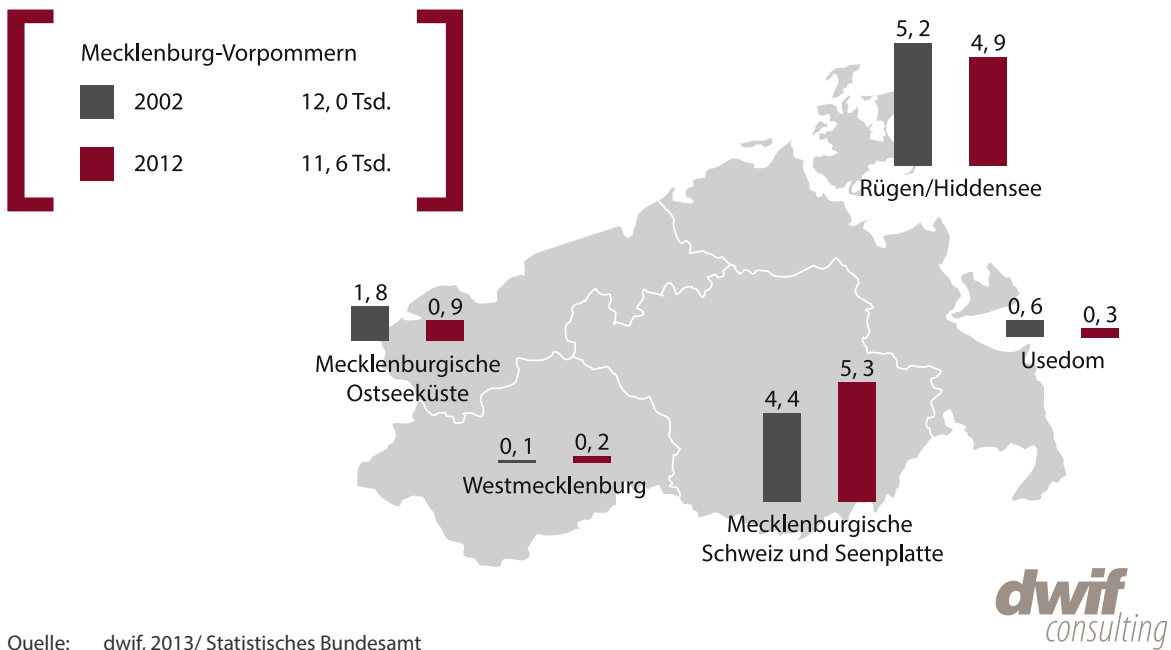 Mecklenburg-Vorpommern
2002 12, 0 Tsd.
2012 11, 6 Tsd.
5, 2 4, 9
Rügen/Hiddensee
1, 8 0, 9
Mecklenburgische
Ostseeküste
0, 6 0, 3
Usedom
4, 4 5, 3
Mecklenburgische
Schweiz und Seenplatte
0, 1 0, 2
Westmecklenburg
dwif
consulting
Quelle: dwif, 2013/ Statistisches Bundesamt